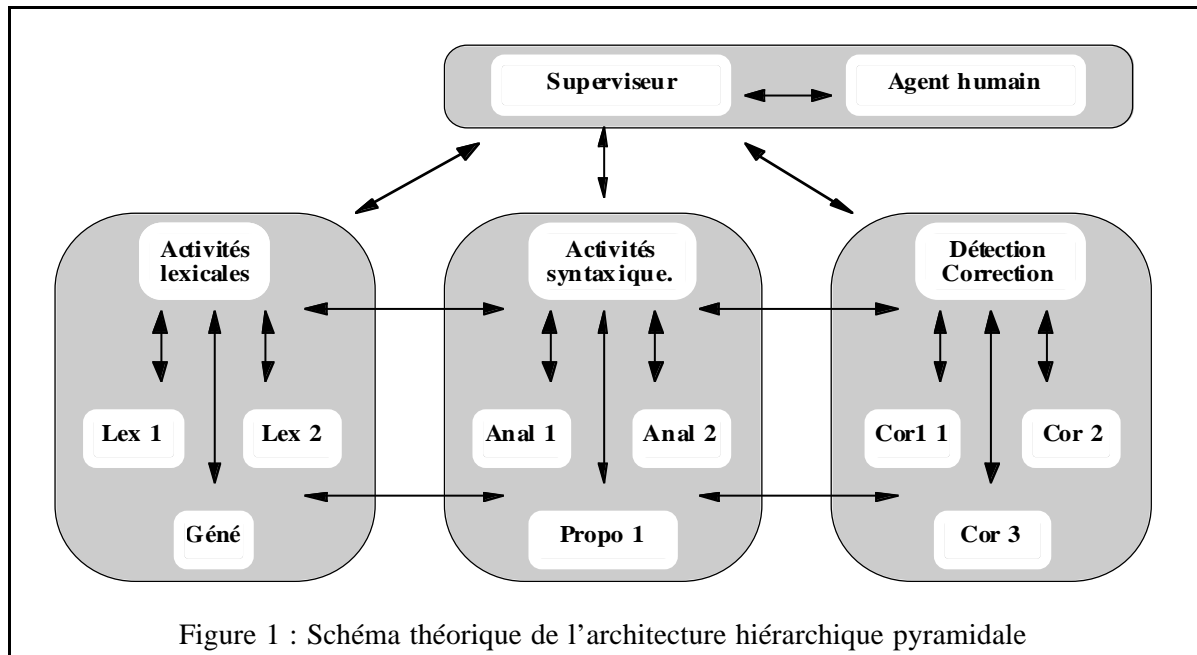 Superviseur
Agent humain
Activités
lexicales
Activités
syntaxique.
Détection
Correction
Lex 1
Lex 2
Anal 1
Anal 2
Cor1 1
Cor 2
Géné
Propo 1
Cor 3
Figure 1 : Schéma théorique de l’architecture hiérarchique pyramidale